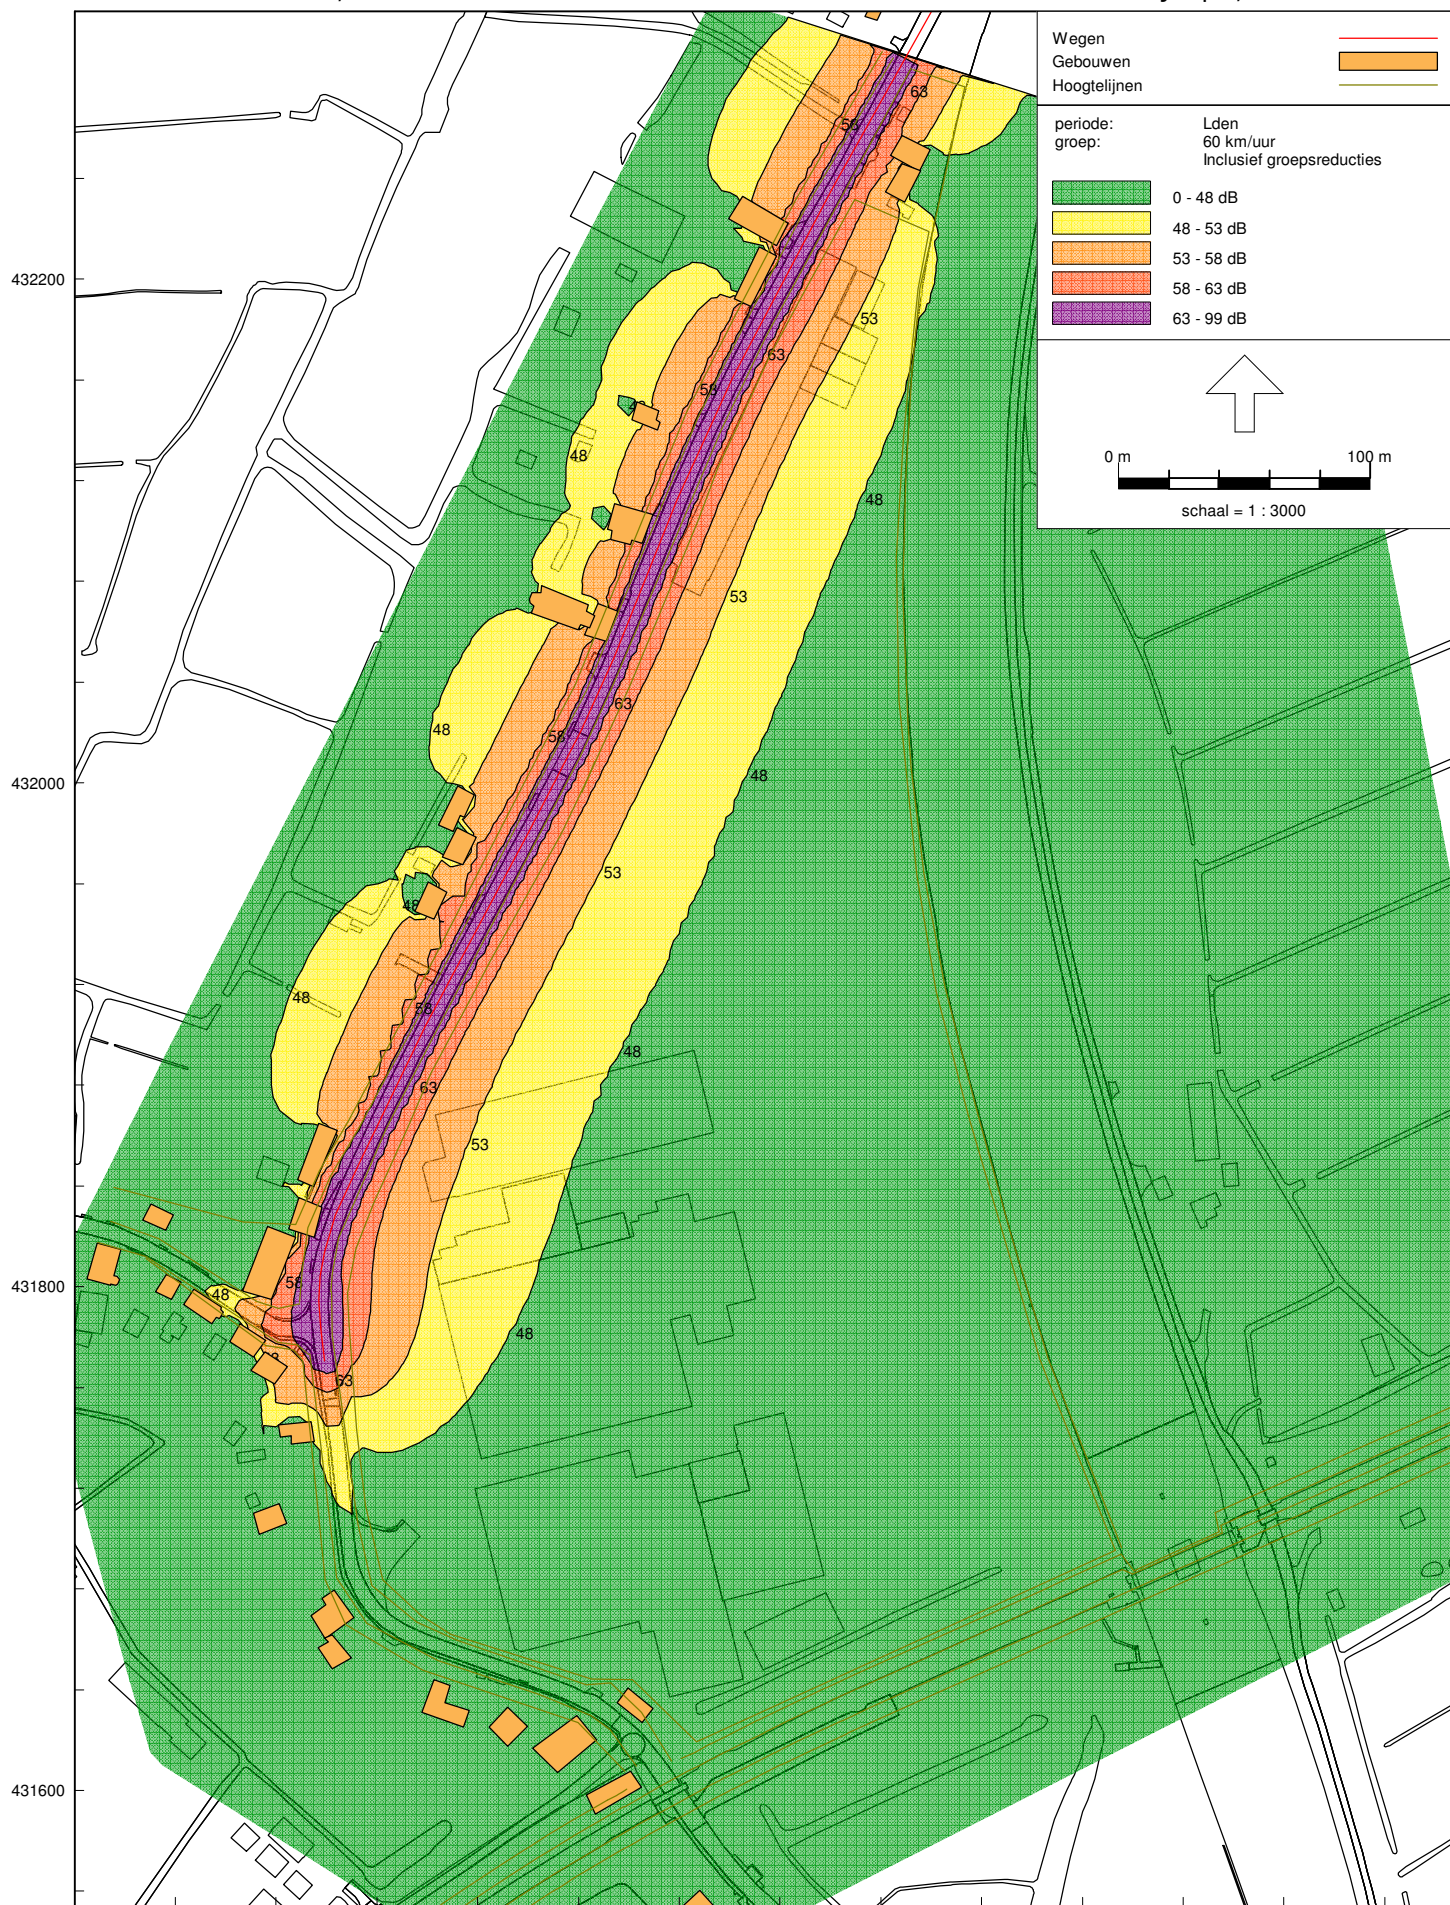 Wegen
Gebouwen
Hoogtelijnen
periode: Lden
groep: 60 km/uur
Inclusief groepsreducties
0 - 48 dB
48 - 53 dB
53 - 58 dB
58 - 63 dB
63 - 99 dB
0 m 100 m
schaal = 1 : 3000
63
58
432200
53
63
58
48
48
48
53
63
58
48
48
432000
53
48
48
58
48
63
53
431800
58
48
48
63
431600